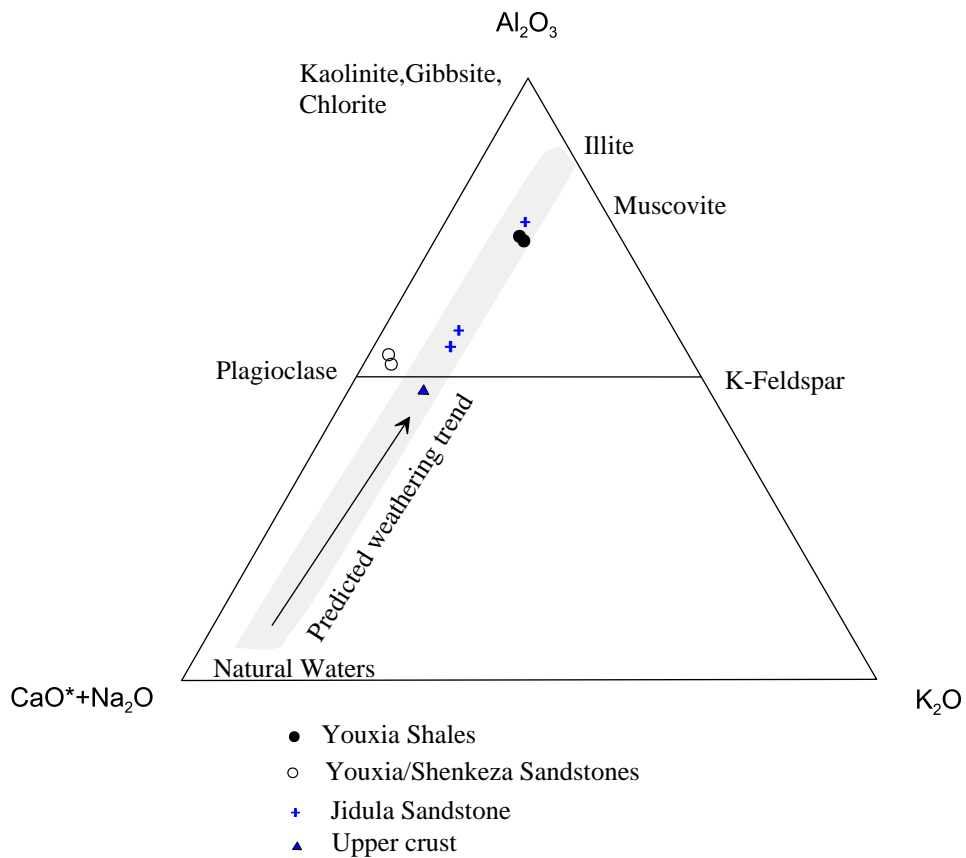 Al₂O₃
Kaolinite,Gibbsite,
Chlorite
Illite
Muscovite
Plagioclase
K-Feldspar
Predicted weathering trend
Natural Waters
CaO*+Na₂O
K₂O
Youxia Shales
Youxia/Shenkeza Sandstones
Jidula Sandstone
Upper crust